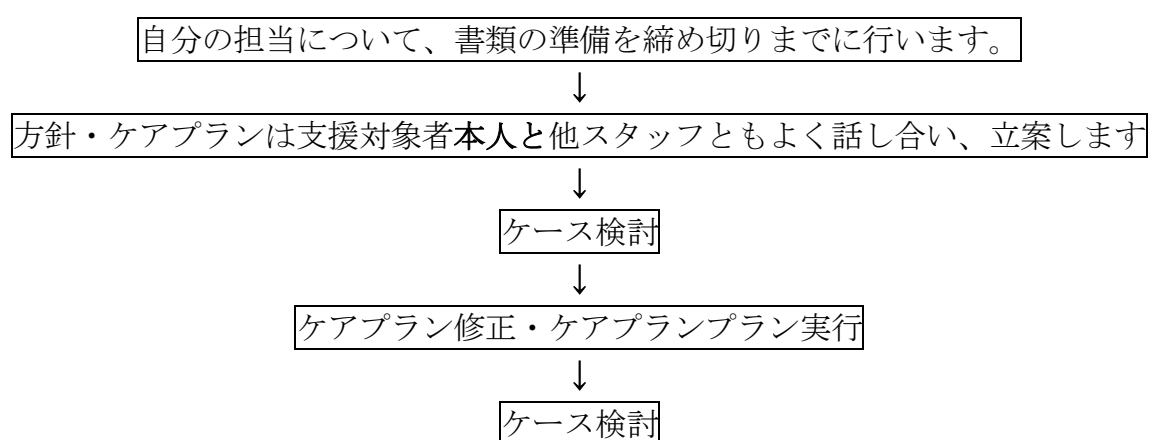 自分の担当について、書類の準備を締め切りまでに行います。
↓
方針・ケアプランは支援対象者本人と他スタッフともよく話し合い、立案します
↓
ケース検討
↓
ケアプラン修正・ケアプランプラン実行
↓
ケース検討